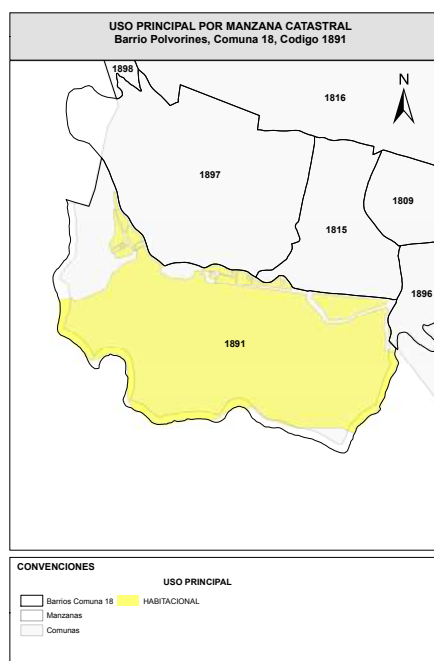 USO PRINCIPAL POR MANZANA CATASTRAL
Barrio Polvorines, Comuna 18, Codigo 1891
1898
1816
N
1897
1809
1815
1896
1891
CONVENCIONES
USO PRINCIPAL
Barrios Comuna 18
HABITACIONAL
Manzanas
Comunas